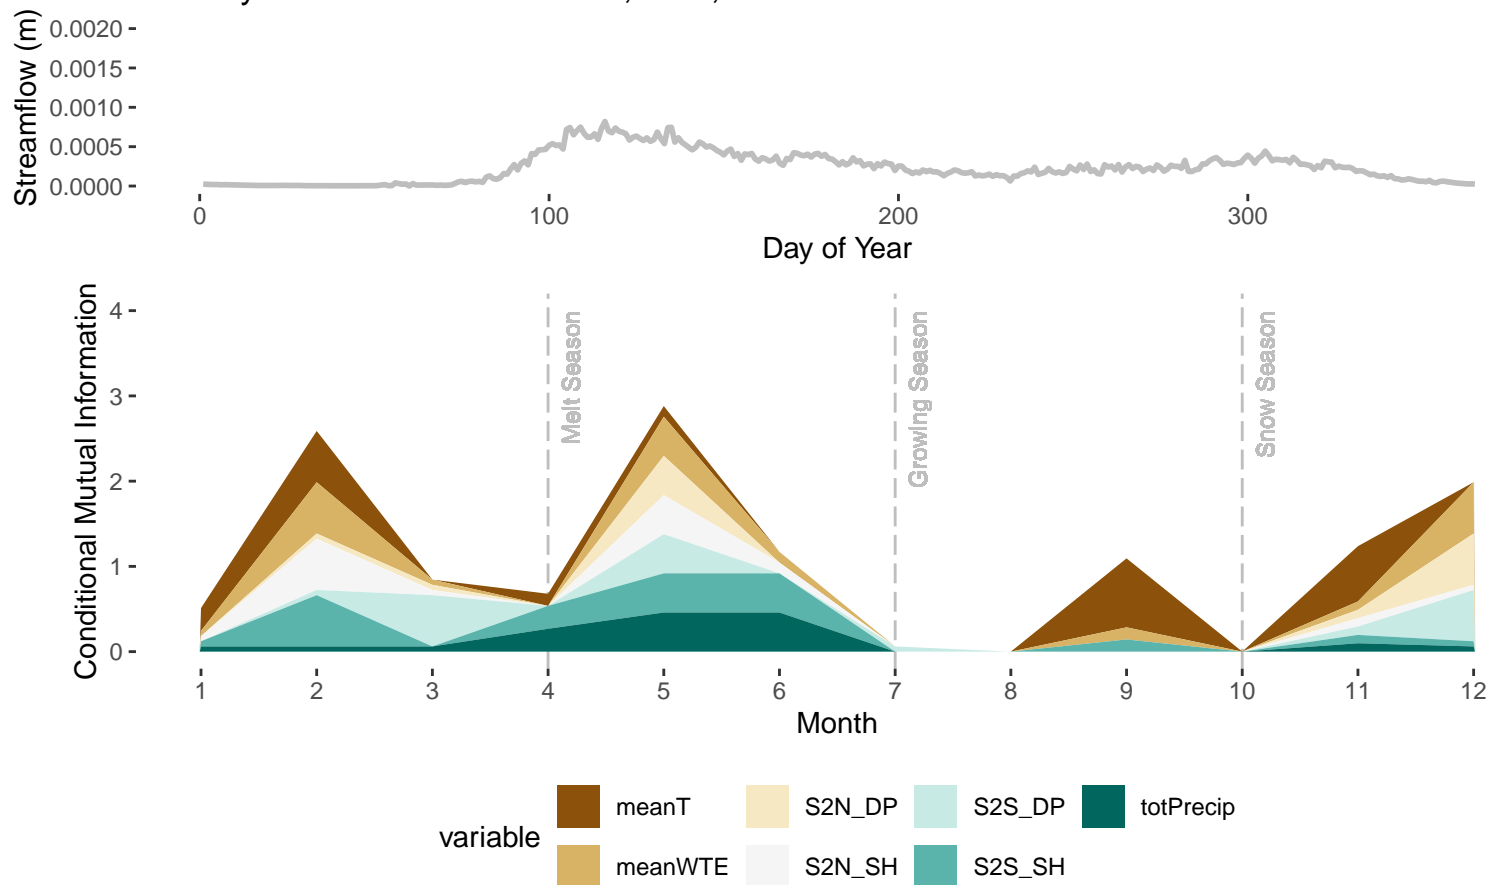 Streamflow (m)
0.0020
0.0015
0.0010
0.0005
0.0000
0 100 200 300
Day of Year
Conditional Mutual Information
4
3
2
1
0
Melt Season
Growing Season
Snow Season
1 2 3 4 5 6 7 8 9 10 11 12
Month
variable
meanT S2N_DP S2S_DP totPrecip
meanWTE S2N_SH S2S_SH